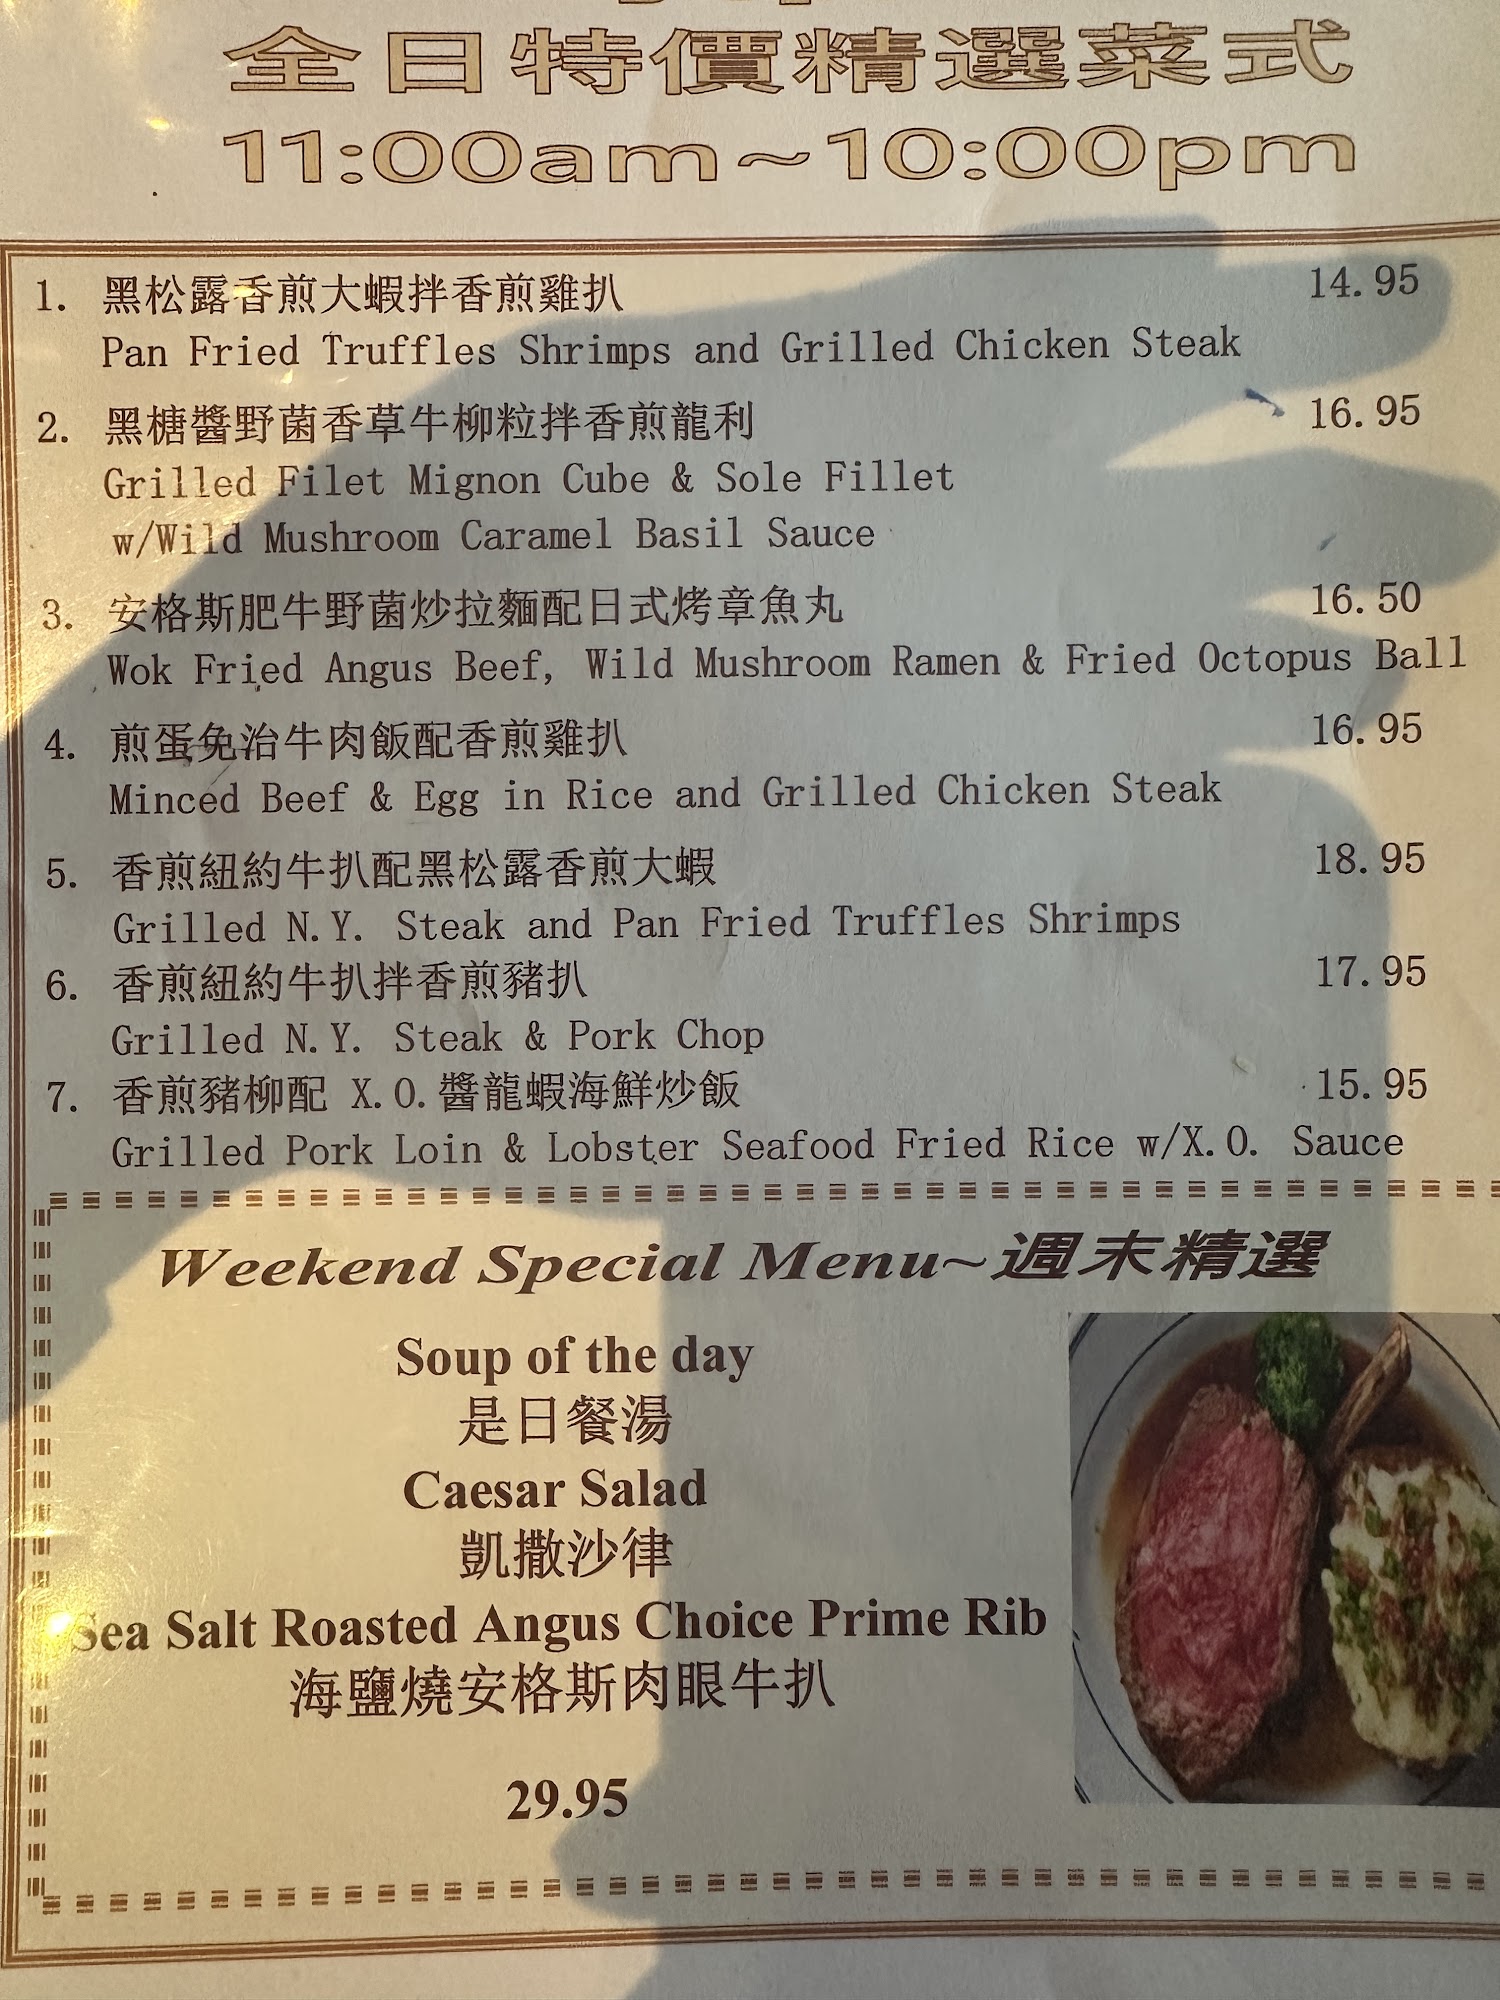 全日特價精選菜式
11:00am~10:00pm
1. 黑松露香煎大蝦拌香煎雞扒 14.95
Pan Fried Truffles Shrimps and Grilled Chicken Steak
2. 黑糖醬野菌香草牛柳粒拌香煎龍利 16.95
Grilled Filet Mignon Cube & Sole Fillet
w/Wild Mushroom Caramel Basil Sauce
3. 安格斯肥牛野菌炒拉麵配日式烤章魚丸 16.50
Wok Fried Angus Beef, Wild Mushroom Ramen & Fried Octopus Ball
4. 煎蛋免治牛肉飯配香煎雞扒 16.95
Minced Beef & Egg in Rice and Grilled Chicken Steak
5. 香煎紐約牛扒配黑松露香煎大蝦 18.95
Grilled N.Y. Steak and Pan Fried Truffles Shrimps
6. 香煎紐約牛扒拌香煎豬扒 17.95
Grilled N.Y. Steak & Pork Chop
7. 香煎豬柳配 X.O.醬龍蝦海鮮炒飯 15.95
Grilled Pork Loin & Lobster Seafood Fried Rice w/X.O. Sauce
Weekend Special Menu~週末精選
Soup of the day
是日餐湯
Caesar Salad
凱撒沙律
Sea Salt Roasted Angus Choice Prime Rib
海鹽燒安格斯肉眼牛扒
29.95